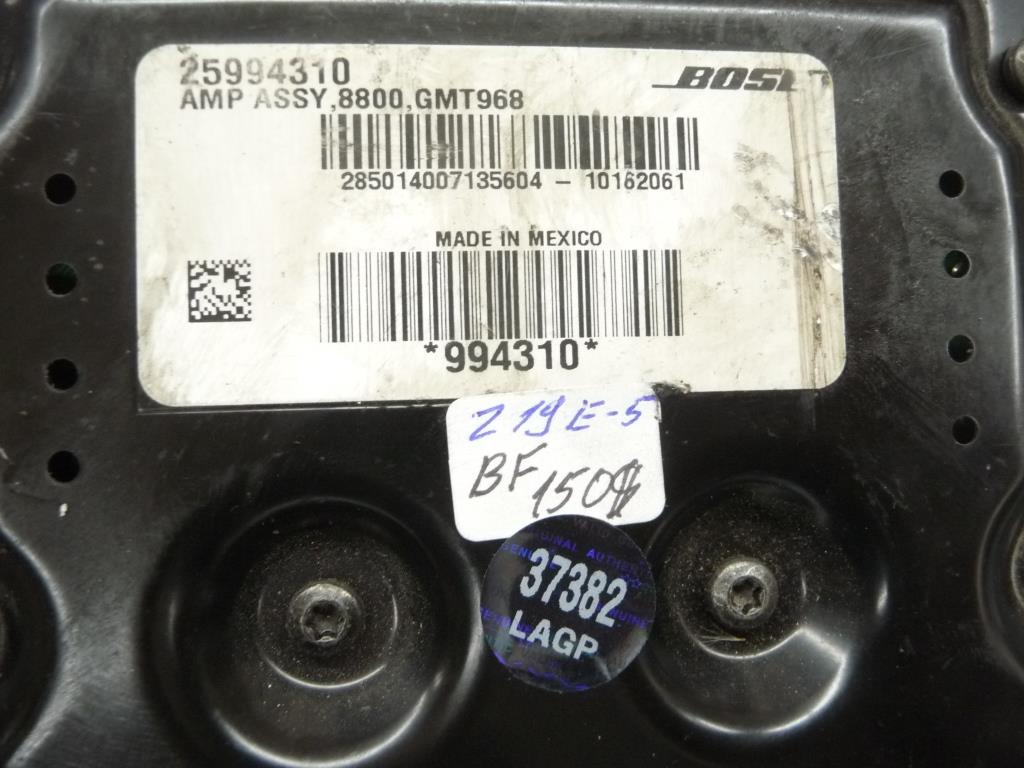 25994310
BOSE
AMP ASSY,8800,GMT968
285014007135604 - 10162061
MADE IN MEXICO
*994310*
Z19E-5
BF 150$
37382
LAGP